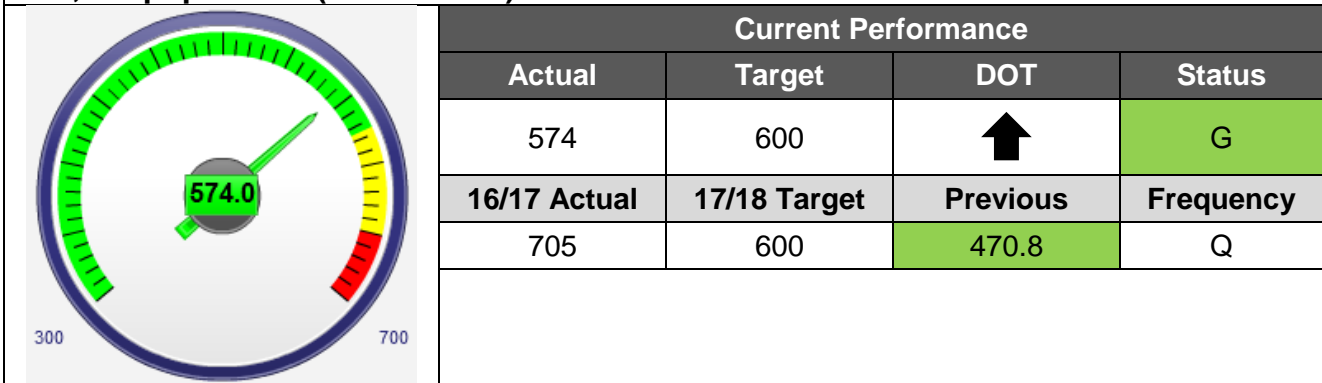 574.0
300
700
Current Performance
Actual Target DOT Status
574 600 G
16/17 Actual 17/18 Target Previous Frequency
705 600 470.8 Q